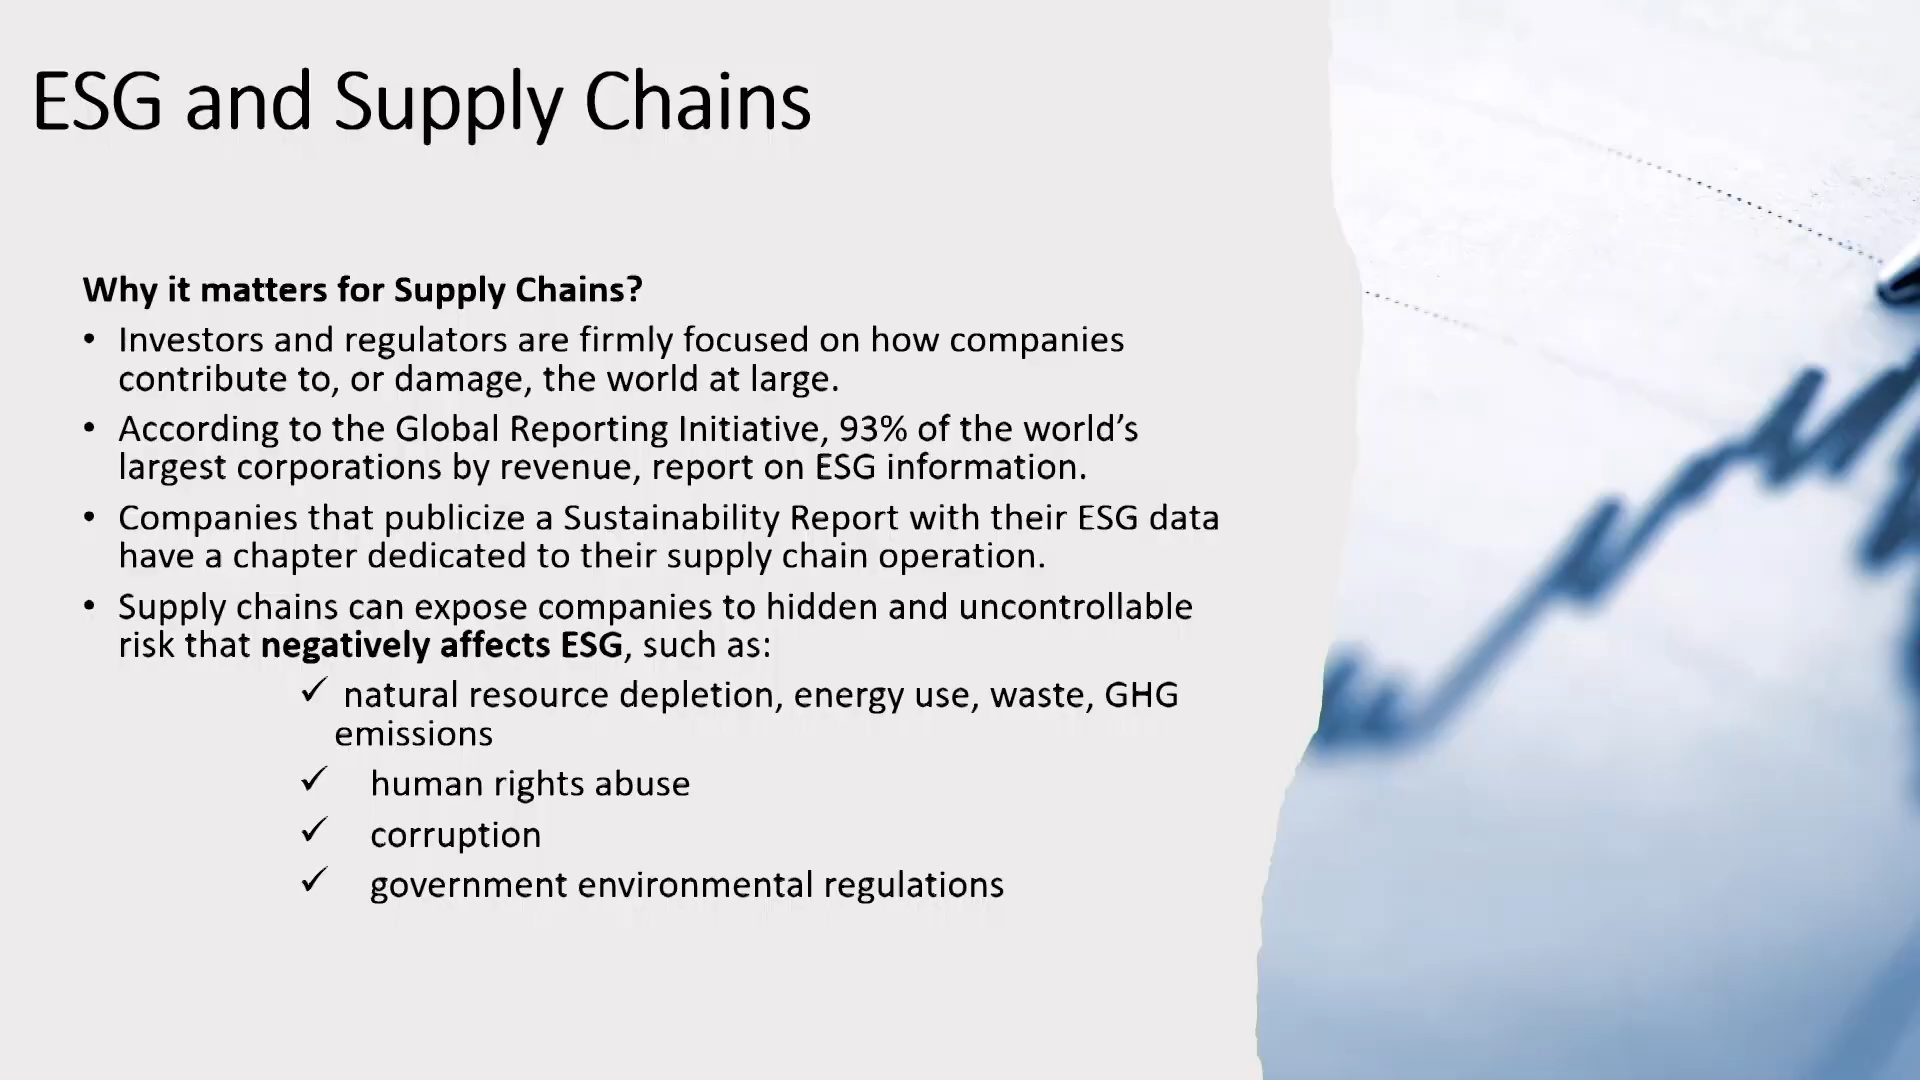 ESG and Supply Chains
Why it matters for Supply Chains?
• Investors and regulators are firmly focused on how companies
contribute to, or damage, the world at large.
• According to the Global Reporting Initiative, 93% of the world’s
largest corporations by revenue, report on ESG information.
• Companies that publicize a Sustainability Report with their ESG data
have a chapter dedicated to their supply chain operation.
• Supply chains can expose companies to hidden and uncontrollable
risk that negatively affects ESG, such as:
✓ natural resource depletion, energy use, waste, GHG
emissions
✓ human rights abuse
✓ corruption
✓ government environmental regulations